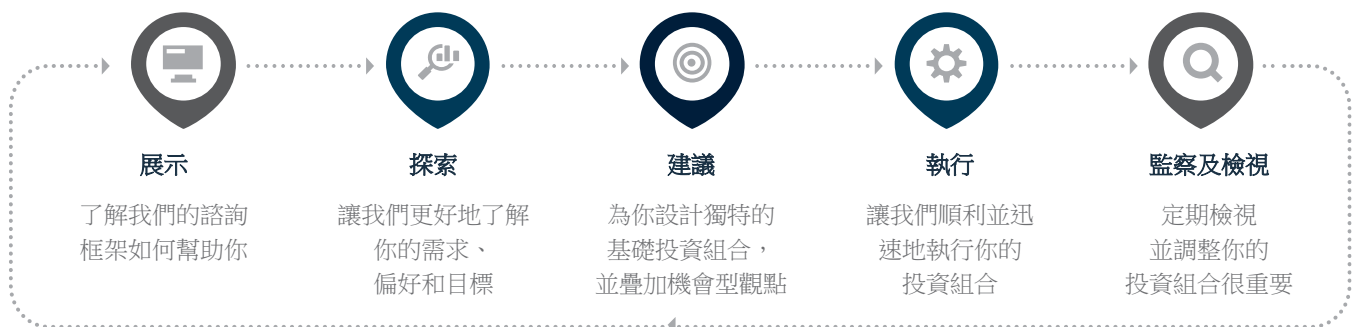 展示
了解我們的諮詢
框架如何幫助你
探索
讓我們更好地了解
你的需求、
偏好和目標
建議
為你設計獨特的
基礎投資組合，
並疊加機會型觀點
執行
讓我們順利並迅
速地執行你的
投資組合
監察及檢視
定期檢視
並調整你的
投資組合很重要